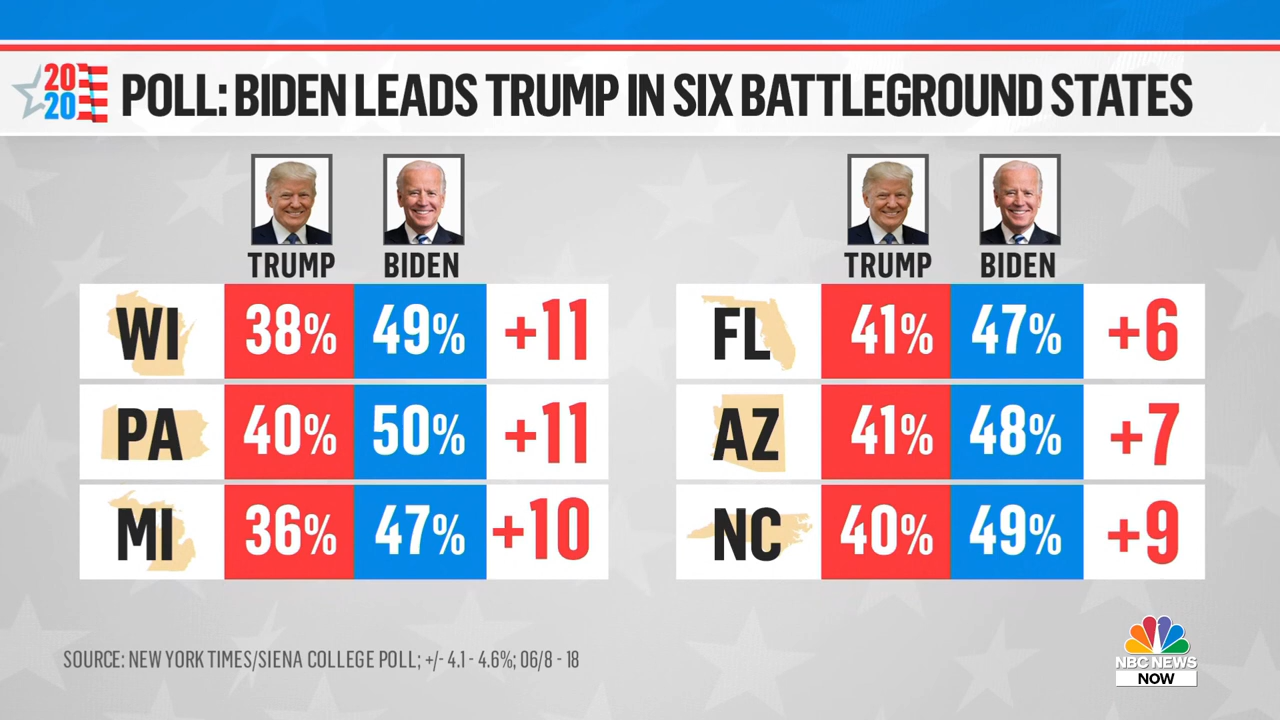 2020
POLL: BIDEN LEADS TRUMP IN SIX BATTLEGROUND STATES
TRUMP BIDEN
WI 38% 49% +11
PA 40% 50% +11
MI 36% 47% +10
TRUMP BIDEN
FL 41% 47% +6
AZ 41% 48% +7
NC 40% 49% +9
SOURCE: NEW YORK TIMES/SIENA COLLEGE POLL; +/- 4.1 - 4.6%; 06/8 - 18
NBC NEWS
NOW